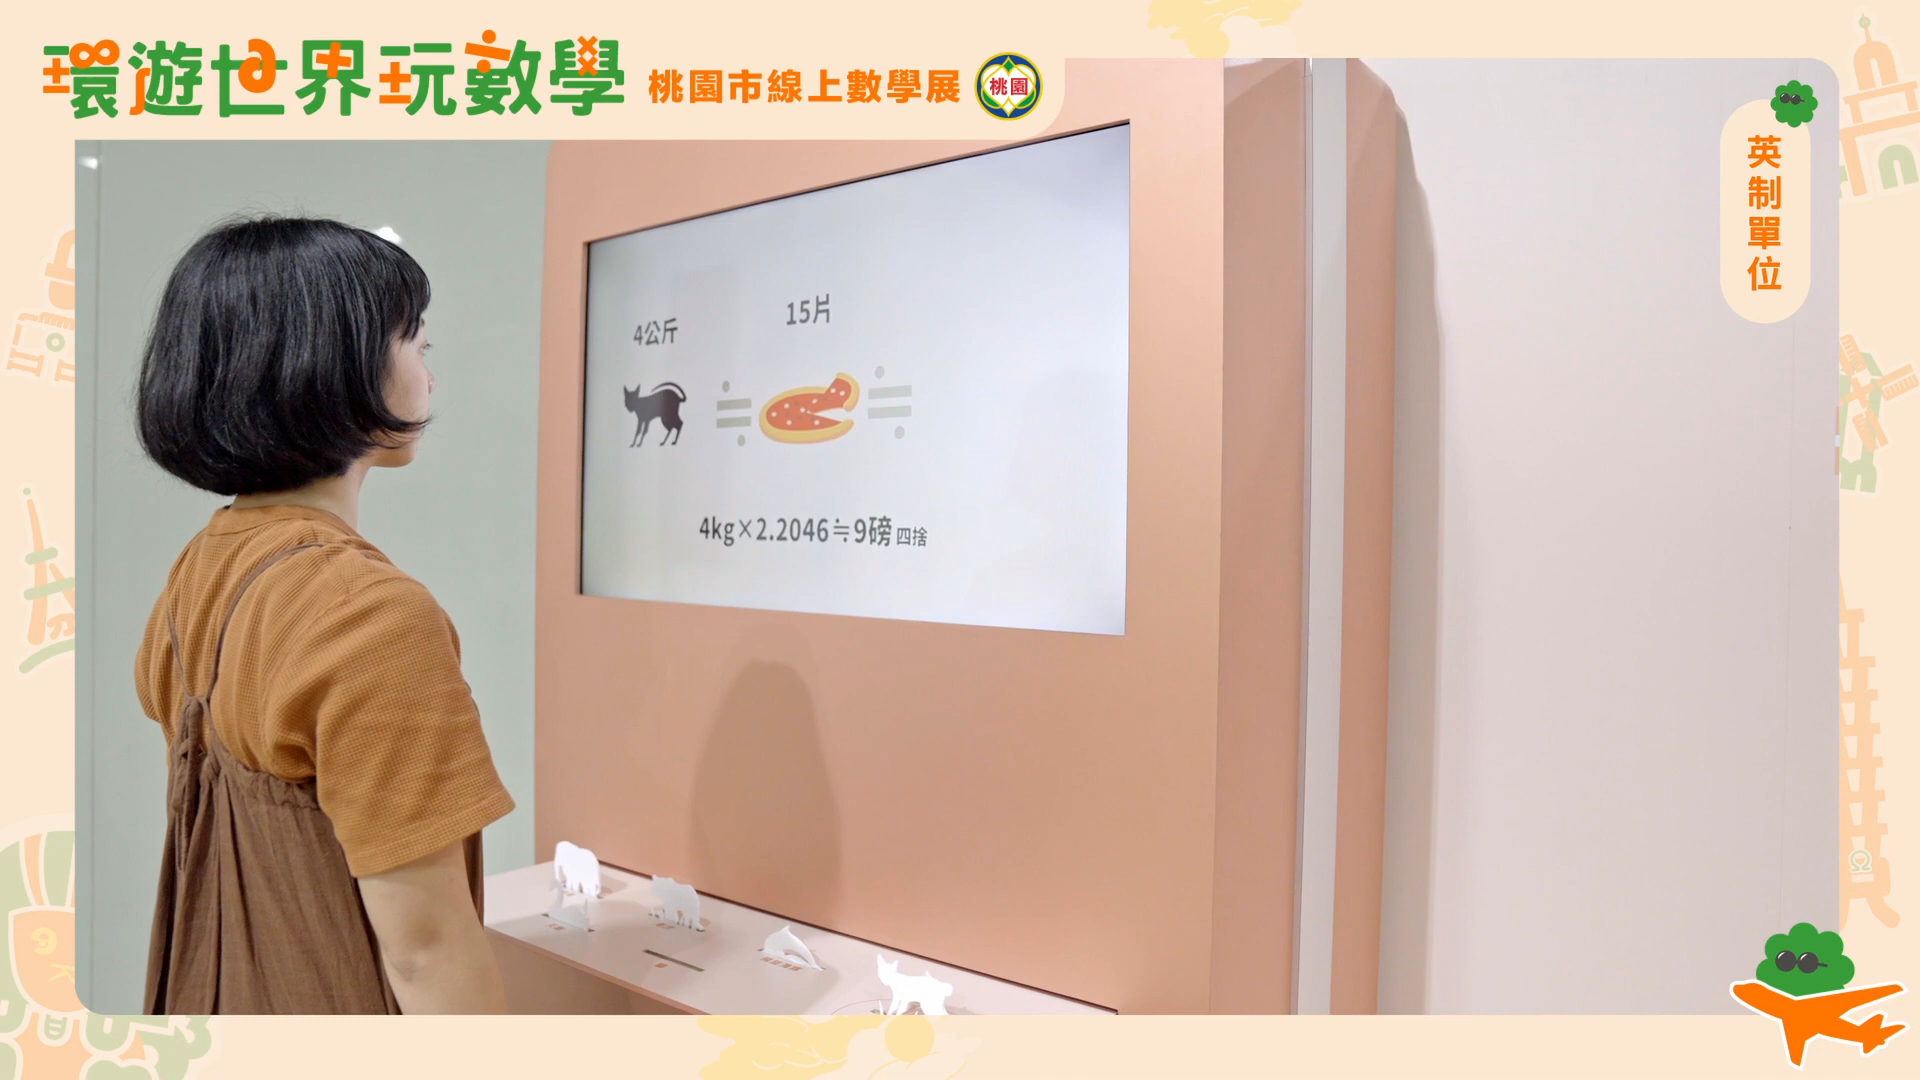 環遊世界玩數學
桃園市線上數學展
桃園
英制單位
4公斤
15片
≒
≒
4kg×2.2046≒9磅 四捨